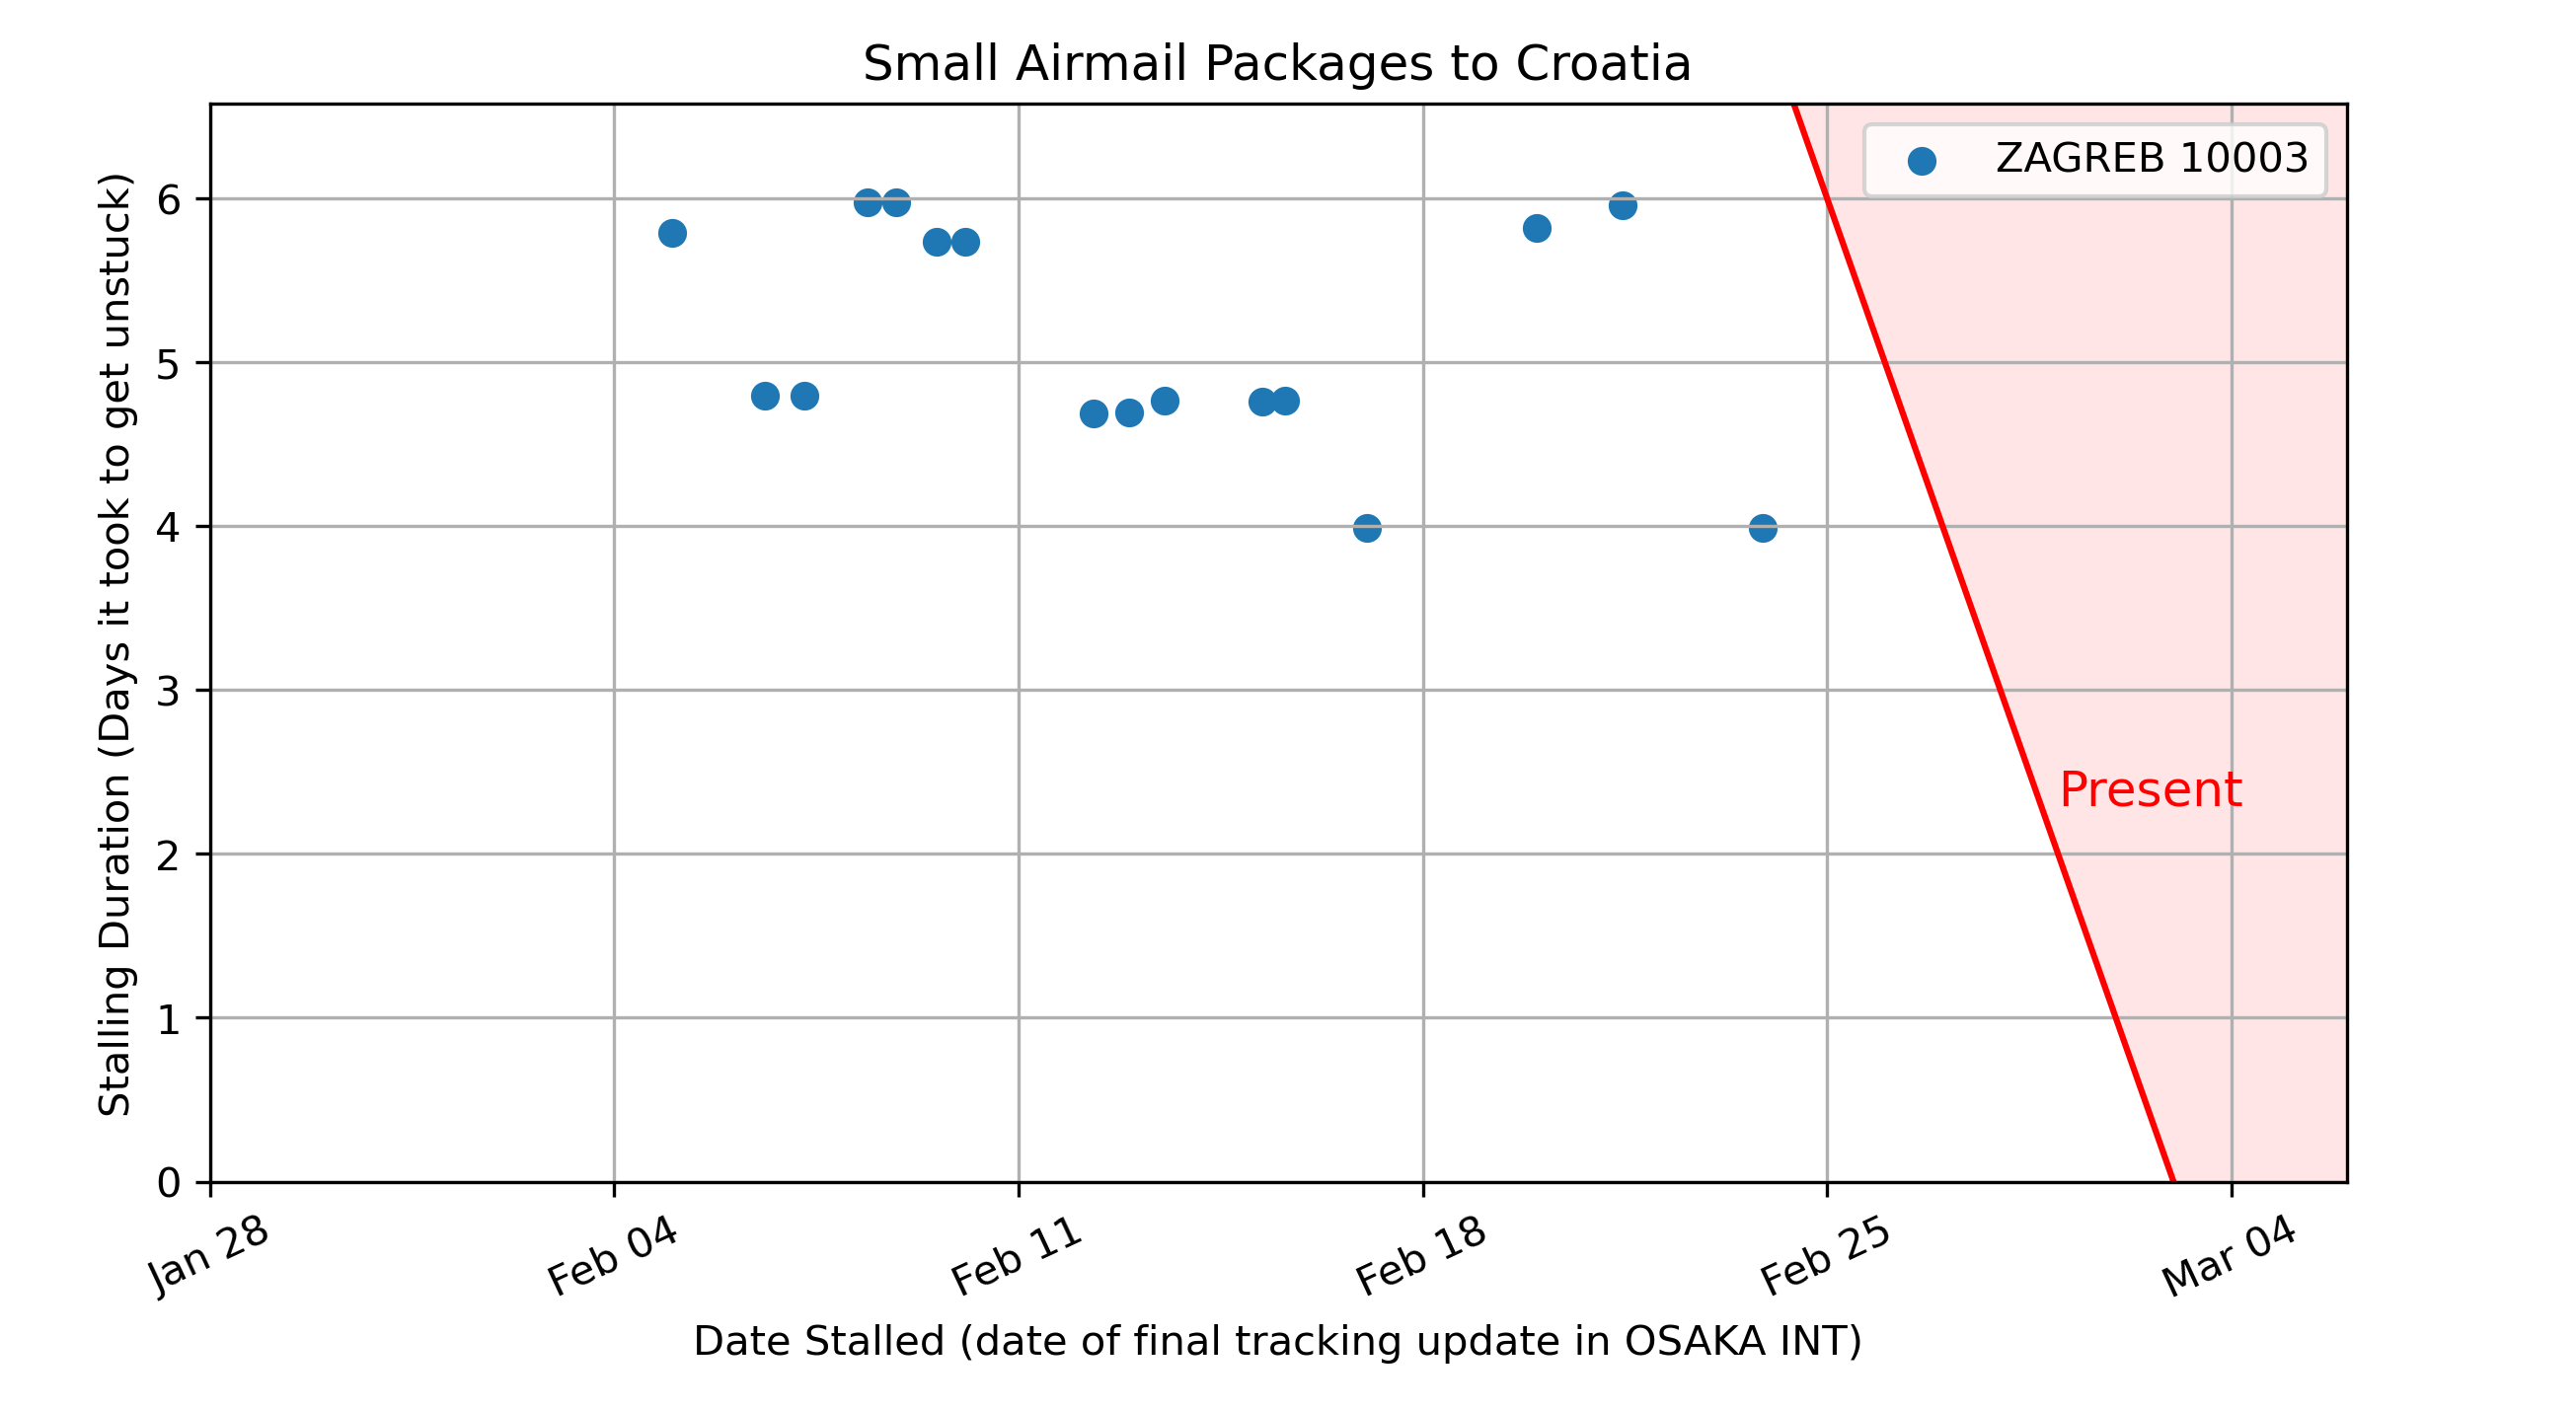 Small Airmail Packages to Croatia
ZAGREB 10003
Stalling Duration (Days it took to get unstuck)
6
5
4
3
2
1
0
Present
Jan 28
Feb 04
Feb 11
Feb 18
Feb 25
Mar 04
Date Stalled (date of final tracking update in OSAKA INT)